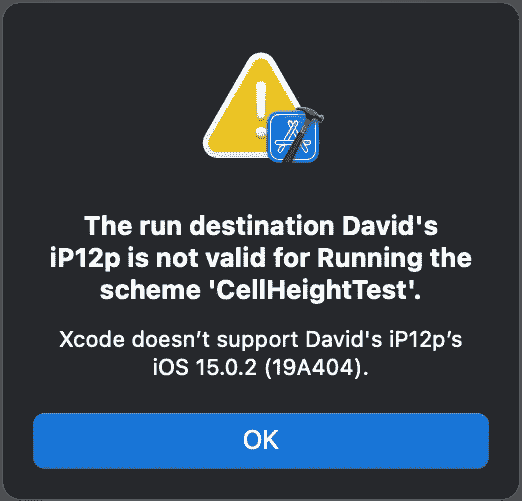 The run destination David's
iP12p is not valid for Running the
scheme 'CellHeightTest'.
Xcode doesn’t support David's iP12p’s
iOS 15.0.2 (19A404).
OK